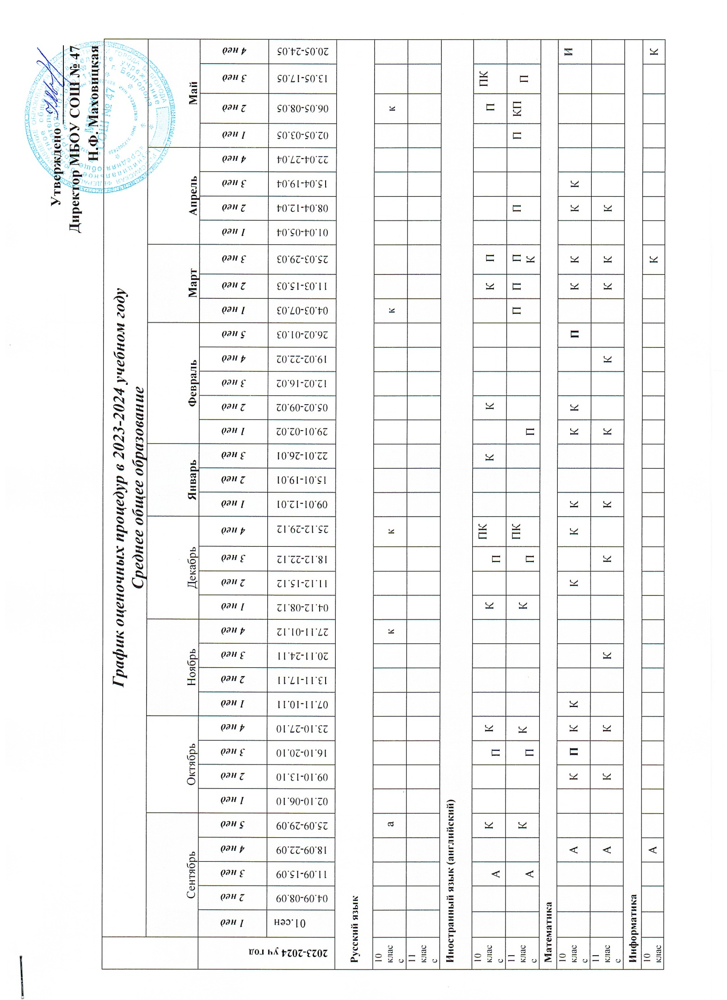 Утверждено
Директор МБОУ СОШ № 47
Н.Ф. Маховицкая
График оценочных процедур в 2023-2024 учебном году
Среднее общее образование
Сентябрь Октябрь Ноябрь Декабрь Январь Февраль Март Апрель Май
1 нед 2 нед 3 нед 4 нед 5 нед 1 нед 2 нед 3 нед 4 нед 1 нед 2 нед 3 нед 4 нед 1 нед 2 нед 3 нед 4 нед 1 нед 2 нед 3 нед 1 нед 2 нед 3 нед 4 нед 5 нед 1 нед 2 нед 3 нед 1 нед 2 нед 3 нед 4 нед 1 нед 2 нед 3 нед 4 нед
2023-2024 уч год 01.сен 04.09-08.09 11.09-15.09 18.09-22.09 25.09-29.09 02.10-06.10 09.10-13.10 16.10-20.10 23.10-27.10 07.11-10.11 13.11-17.11 20.11-24.11 27.11-01.12 04.12-08.12 11.12-15.12 18.12-22.12 25.12-29.12 09.01-12.01 15.01-19.01 22.01-26.01 29.01-02.02 05.02-09.02 12.02-16.02 19.02-22.02 26.02-01.03 04.03-07.03 11.03-15.03 25.03-29.03 01.04-05.04 08.04-12.04 15.04-19.04 22.04-27.04 02.05-03.05 06.05-08.05 13.05-17.05 20.05-24.05
Русский язык
10
клас а к к к к
с
11
клас
с
Иностранный язык (английский)
10 ПК ПК
клас К К К К К К П П
с А П П
11 ПК П П П П П КП
клас К К К П
с А П П П К
Математика
10
клас А К П К К К К К К К П К К К К И
с
11
клас А К К К К К К К К К К
с
Информатика
10
клас А К К
СОШ № 47